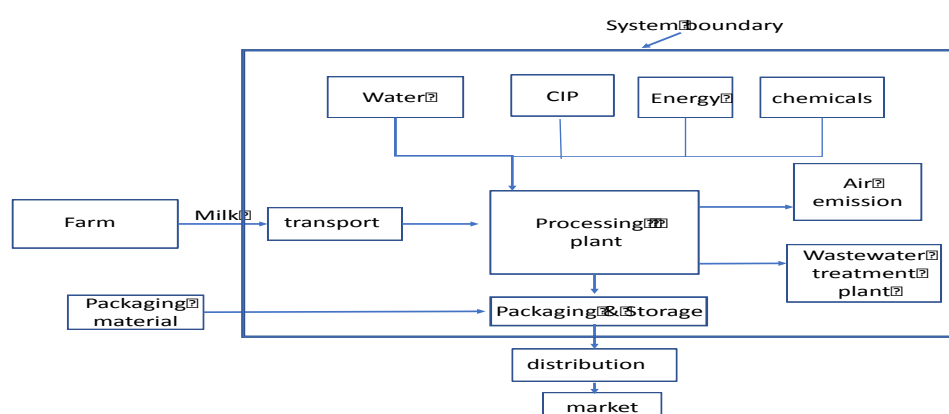 System boundary
Water
CIP
Energy
chemicals
Air
emission
Farm
Milk
transport
Processing
plant
Wastewater
treatment
plant
Packaging
material
Packaging & Storage
distribution
market